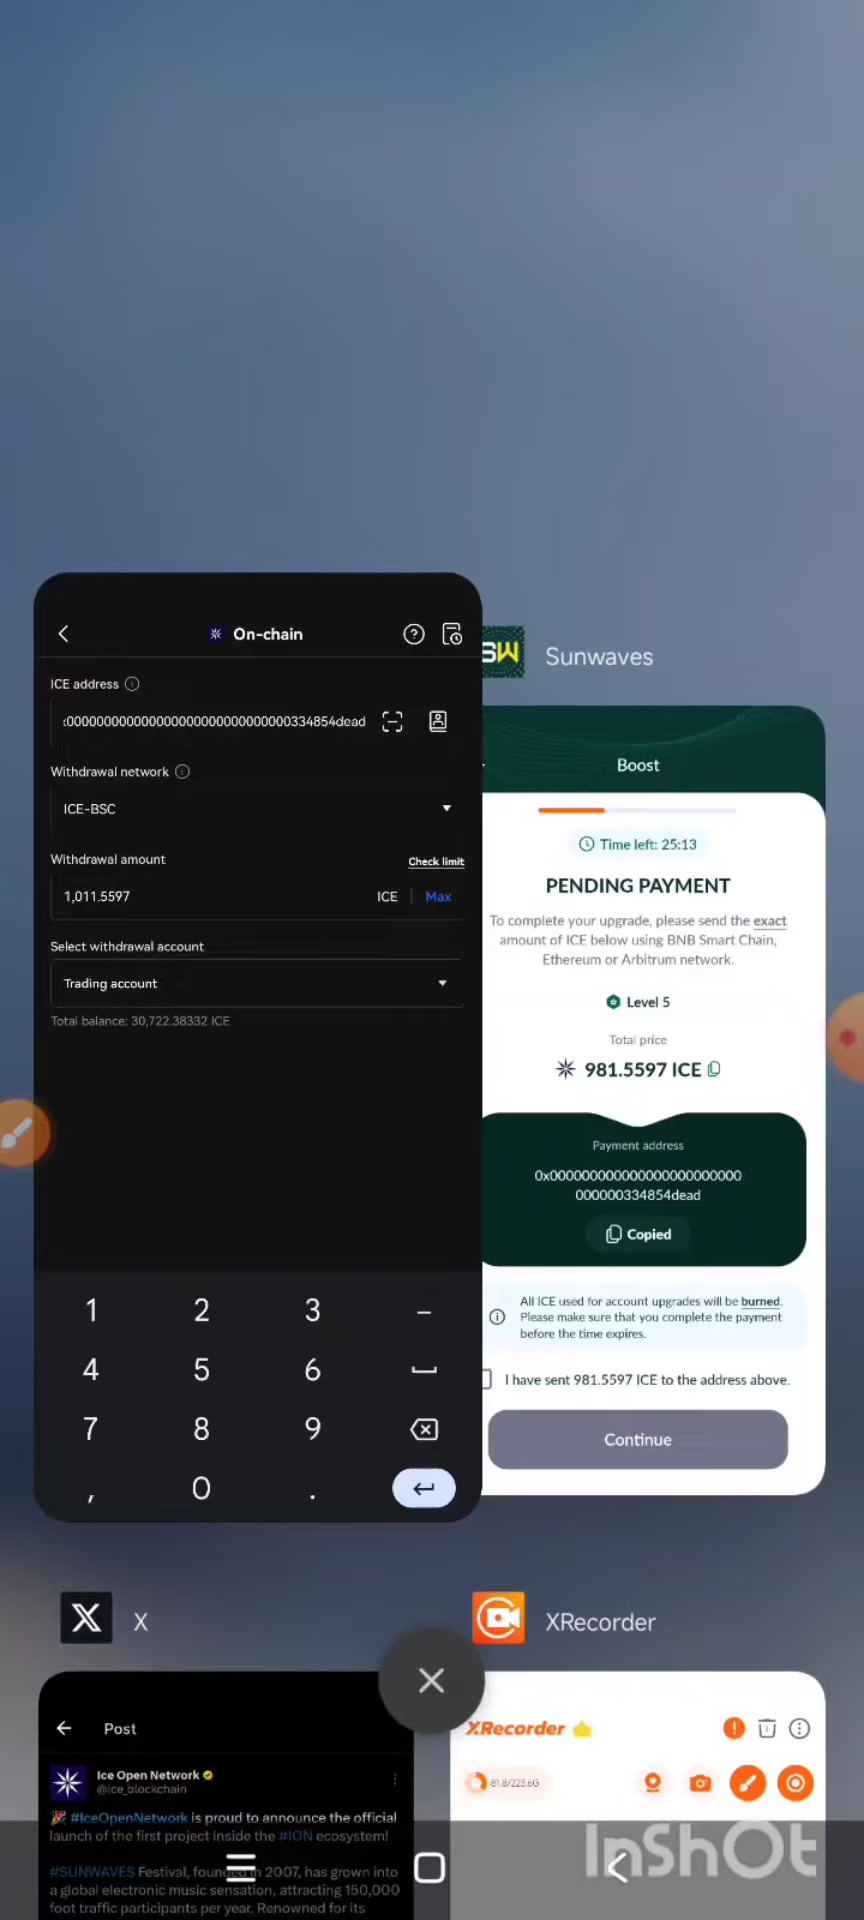 On-chain
ICE address
:00000000000000000000000000000334854dead
Withdrawal network
ICE-BSC
Withdrawal amount
Check limit
1,011.5597
ICE
Max
Select withdrawal account
Trading account
Total balance: 30,722.38332 ICE
1 2 3 –
4 5 6
7 8 9
, 0 .
SW
Sunwaves
Boost
Time left: 25:13
PENDING PAYMENT
To complete your upgrade, please send the exact
amount of ICE below using BNB Smart Chain,
Ethereum or Arbitrum network.
Level 5
Total price
981.5597 ICE
Payment address
0x0000000000000000000000000
000000334854dead
Copied
All ICE used for account upgrades will be burned.
Please make sure that you complete the payment
before the time expires.
I have sent 981.5597 ICE to the address above.
Continue
X
XRecorder
Post
Ice Open Network
@ice_blockchain
🎉 #IceOpenNetwork is proud to announce the official
launch of the first project inside the #ION ecosystem!
#SUNWAVES Festival, founded in 2007, has grown into
a global electronic music sensation, attracting 150,000
foot traffic participants per year. Renowned for its
XRecorder
81.8/223.6G
InShOt